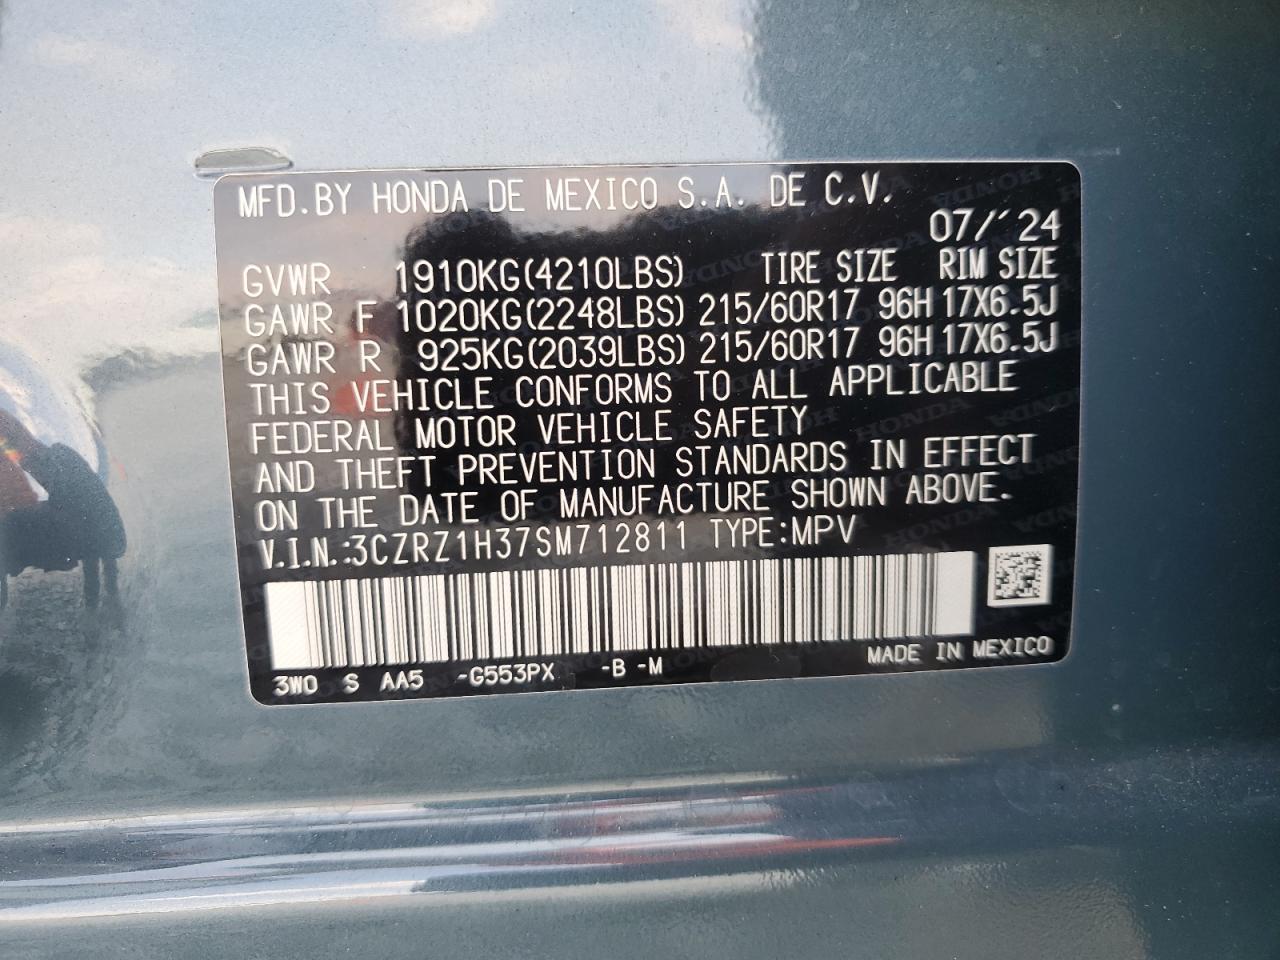 MFD.BY HONDA DE MEXICO S.A. DE C.V.
07/´24
GVWR 1910KG(4210LBS) TIRE SIZE RIM SIZE
GAWR F 1020KG(2248LBS) 215/60R17 96H 17X6.5J
GAWR R 925KG(2039LBS) 215/60R17 96H 17X6.5J
THIS VEHICLE CONFORMS TO ALL APPLICABLE
FEDERAL MOTOR VEHICLE SAFETY
AND THEFT PREVENTION STANDARDS IN EFFECT
ON THE DATE OF MANUFACTURE SHOWN ABOVE.
V.I.N.:3CZRZ1H37SM712811 TYPE:MPV
3W0 S AA5 -G553PX -B -M MADE IN MEXICO